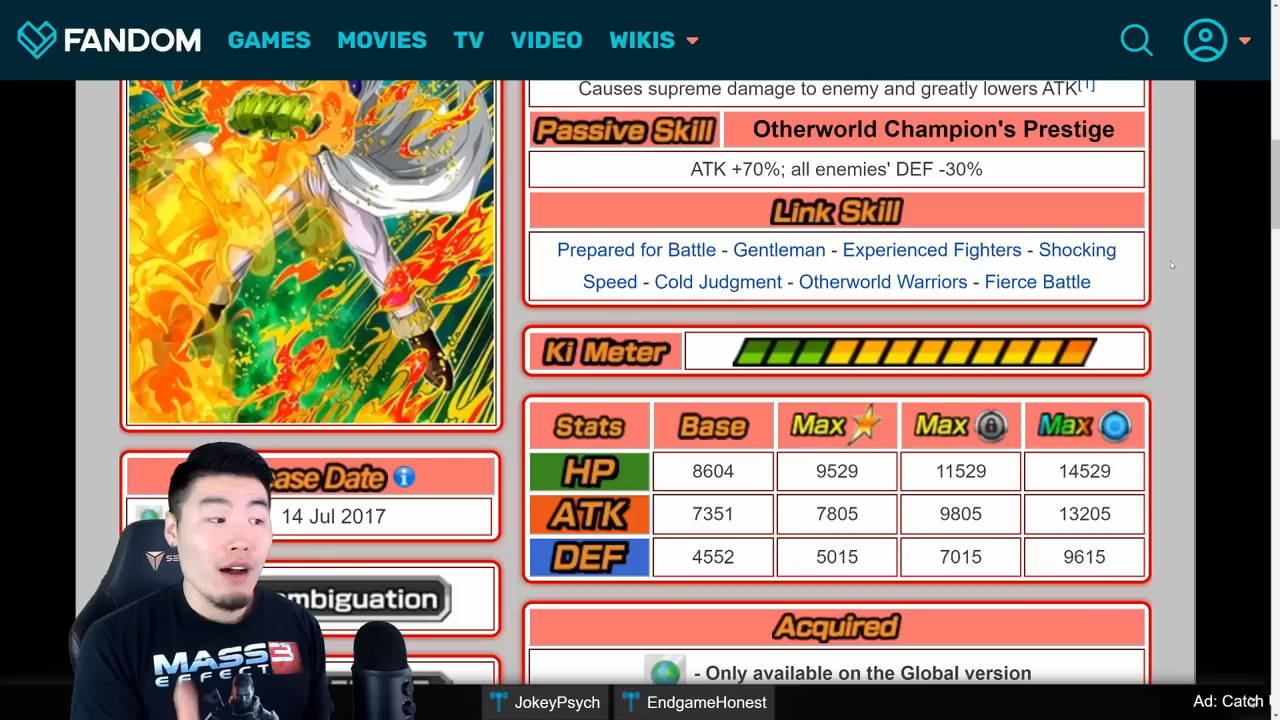 FANDOM GAMES MOVIES TV VIDEO WIKIS
Causes supreme damage to enemy and greatly lowers ATK[1]
Passive Skill Otherworld Champion's Prestige
ATK +70%; all enemies' DEF -30%
Link Skill
Prepared for Battle - Gentleman - Experienced Fighters - Shocking
Speed - Cold Judgment - Otherworld Warriors - Fierce Battle
Ki Meter
Stats Base Max Max Max
HP 8604 9529 11529 14529
ATK 7351 7805 9805 13205
DEF 4552 5015 7015 9615
ase Date
14 Jul 2017
mbiguation
Acquired
- Only available on the Global version
SE
MASS 3
EFFECT
JokeyPsych EndgameHonest
Ad: Catch